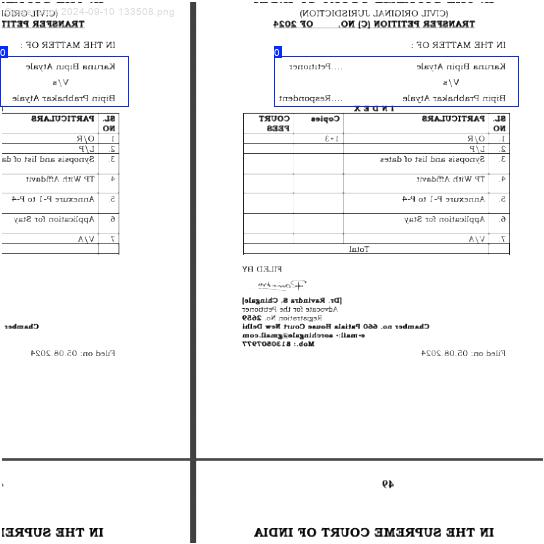 2024-09-10 133508.png
(CIVIL ORIGINAL JURISDICTION)
TRANSFER PETITION (C) NO. OF 2024
IN THE MATTER OF :
0
Karuna Bipin Atyale ....Petitioner
V/s
Bipin Prabhakar Atyale ....Respondent
INDEX
SL. NO PARTICULARS Copies COURT FEES
1 O/R 1+3
2. L/P
3. Synopsis and list of dates
4. TP With Affidavit
5. Annexure P-1 to P-4
6. Application for Stay
7 V/A
Total
FILED BY
[Dr. Ravindra S. Chingale]
Advocate for the Petitioner
Registration No. 2659
Chamber no. 660 Patiala House Court New Delhi
e-mail:- aorchingale@gmail.com
Mob.: 8130507977
Filed on: 05.08.2024
49
IN THE SUPREME COURT OF INDIA
TRANSFER PETIT
IN THE MATTER OF :
0
Karuna Bipin Atyale
V/s
Bipin Prabhakar Atyale
SL. NO PARTICULARS
1 O/R
2. L/P
3. Synopsis and list of da
4. TP With Affidavit
5. Annexure P-1 to P-4
6. Application for Stay
7 V/A
Chamber
Filed on: 05.08.2024
IN THE SUPREM